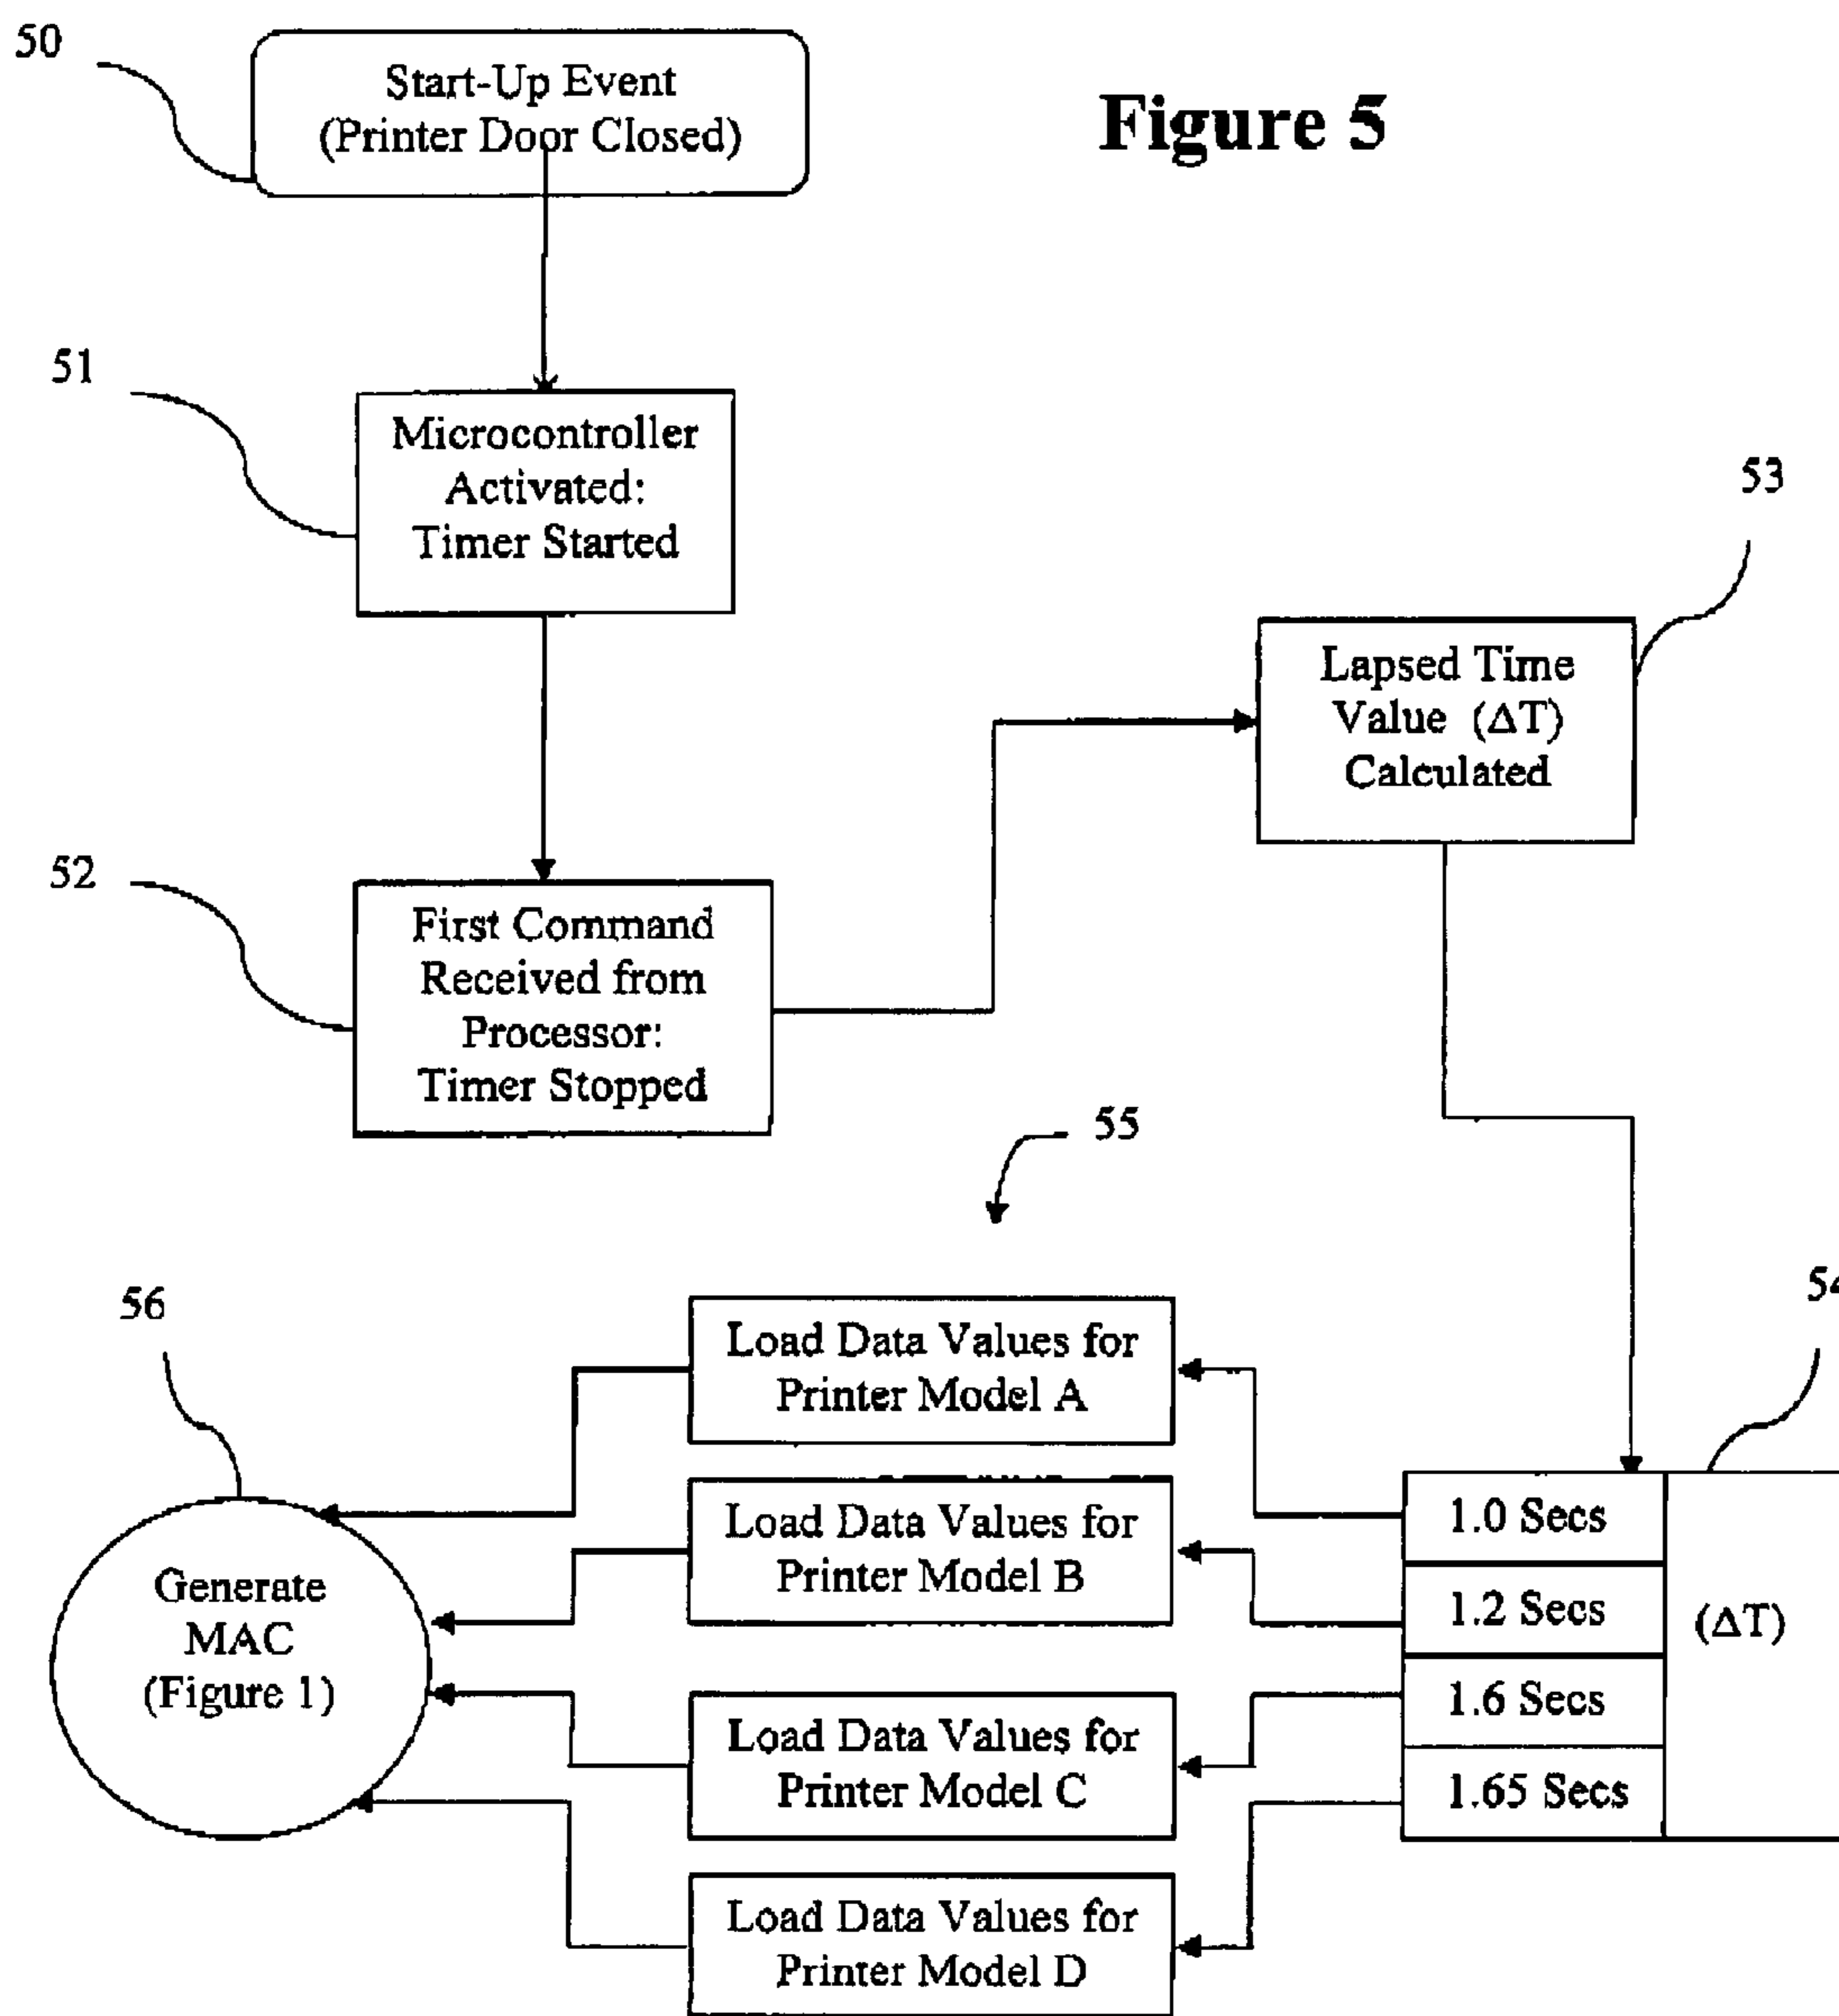 50
Start-Up Event
(Printer Door Closed)
Figure 5
51
Microcontroller
Activated:
Timer Started
53
Lapsed Time
Value (ΔT)
Calculated
52
First Command
Received from
Processor:
Timer Stopped
55
54
56
Load Data Values for
Printer Model A
1.0 Secs
Load Data Values for
Printer Model B
1.2 Secs
(ΔT)
Generate
MAC
(Figure 1)
1.6 Secs
Load Data Values for
Printer Model C
1.65 Secs
Load Data Values for
Printer Model D